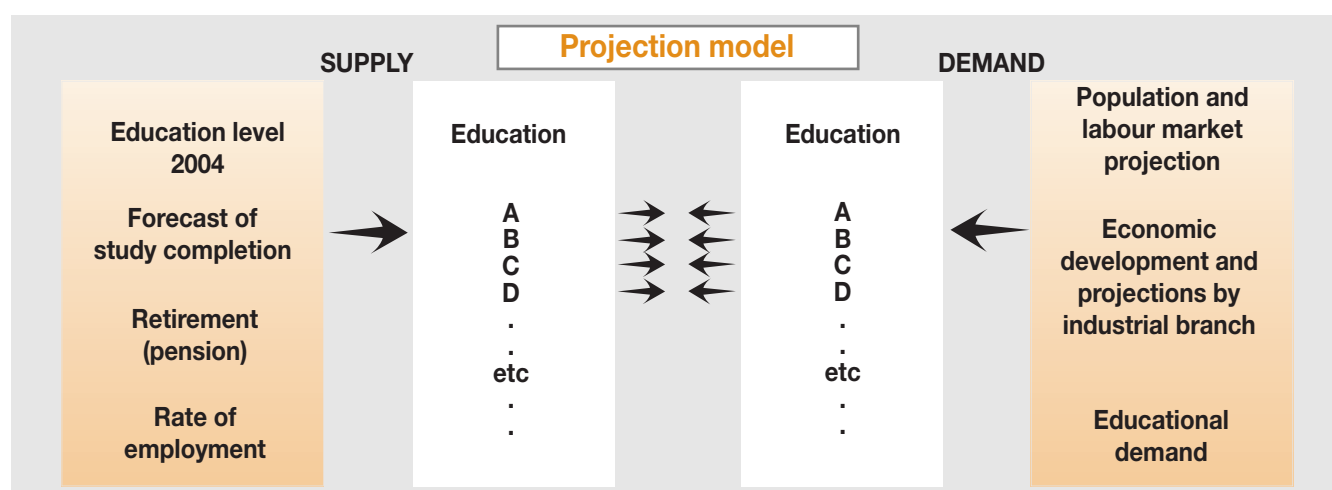 Projection model
SUPPLY
DEMAND
Education level
2004
Forecast of
study completion
Retirement
(pension)
Rate of
employment
Education
A
B
C
D
.
.
etc
.
.
Education
A
B
C
D
.
.
etc
.
.
Population and
labour market
projection
Economic
development and
projections by
industrial branch
Educational
demand